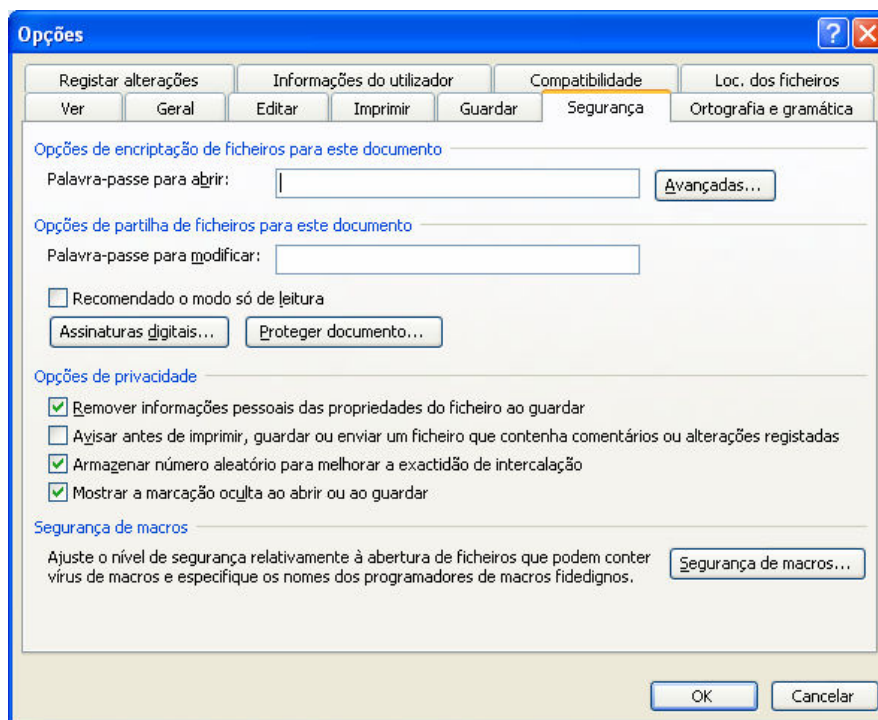 Opções
Registar alterações Informações do utilizador Compatibilidade Loc. dos ficheiros
Ver Geral Editar Imprimir Guardar Segurança Ortografia e gramática
Opções de encriptação de ficheiros para este documento
Palavra-passe para abrir: Avançadas...
Opções de partilha de ficheiros para este documento
Palavra-passe para modificar:
Recomendado o modo só de leitura
Assinaturas digitais... Proteger documento...
Opções de privacidade
Remover informações pessoais das propriedades do ficheiro ao guardar
Avisar antes de imprimir, guardar ou enviar um ficheiro que contenha comentários ou alterações registadas
Armazenar número aleatório para melhorar a exactidão de intercalação
Mostrar a marcação oculta ao abrir ou ao guardar
Segurança de macros
Ajuste o nível de segurança relativamente à abertura de ficheiros que podem conter
vírus de macros e especifique os nomes dos programadores de macros fidedignos. Segurança de macros...
OK Cancelar